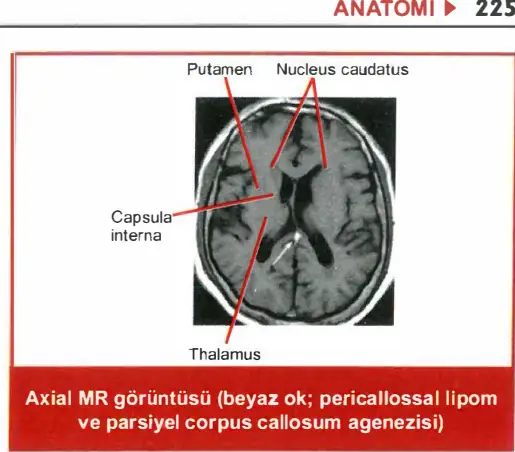 ANATOMI ▶ 225
Putamen Nucleus caudatus
Capsula
interna
Thalamus
Axial MR görüntüsü (beyaz ok; pericallossal lipom
ve parsiyel corpus callosum agenezisi)